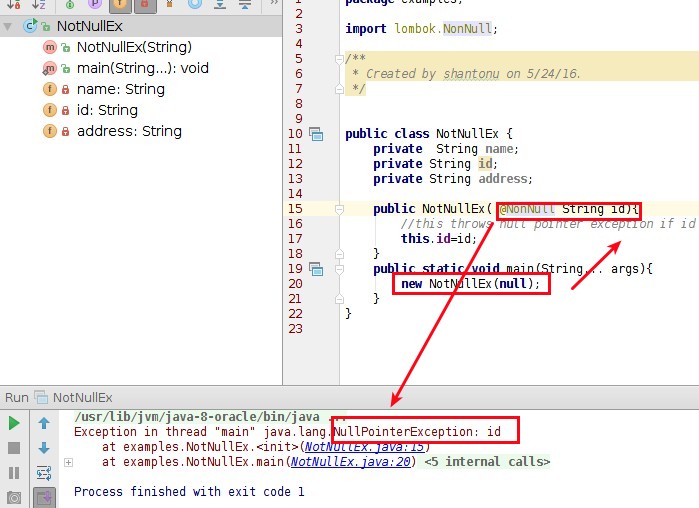 NotNullEx
NotNullEx(String)
main(String...): void
name: String
id: String
address: String
package examples;
3 import lombok.NonNull;
4
5 /**
6 * Created by shantonu on 5/24/16.
7 */
8
9
10 public class NotNullEx {
11 private  String name;
12 private String id;
13 private String address;
14
15 public NotNullEx( @NonNull String id){
16 //this throws null pointer exception if id
17 this.id=id;
18 }
19 public static void main(String... args){
20 new NotNullEx(null);
21 }
22 }
23
Run NotNullEx
/usr/lib/jvm/java-8-oracle/bin/java ...
Exception in thread "main" java.lang.NullPointerException: id
at examples.NotNullEx.<init>(NotNullEx.java:15)
at examples.NotNullEx.main(NotNullEx.java:20) <5 internal calls>
Process finished with exit code 1